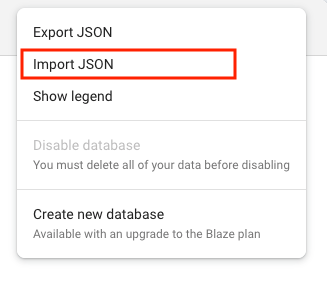 Export JSON
Import JSON
Show legend
Disable database
You must delete all of your data before disabling
Create new database
Available with an upgrade to the Blaze plan